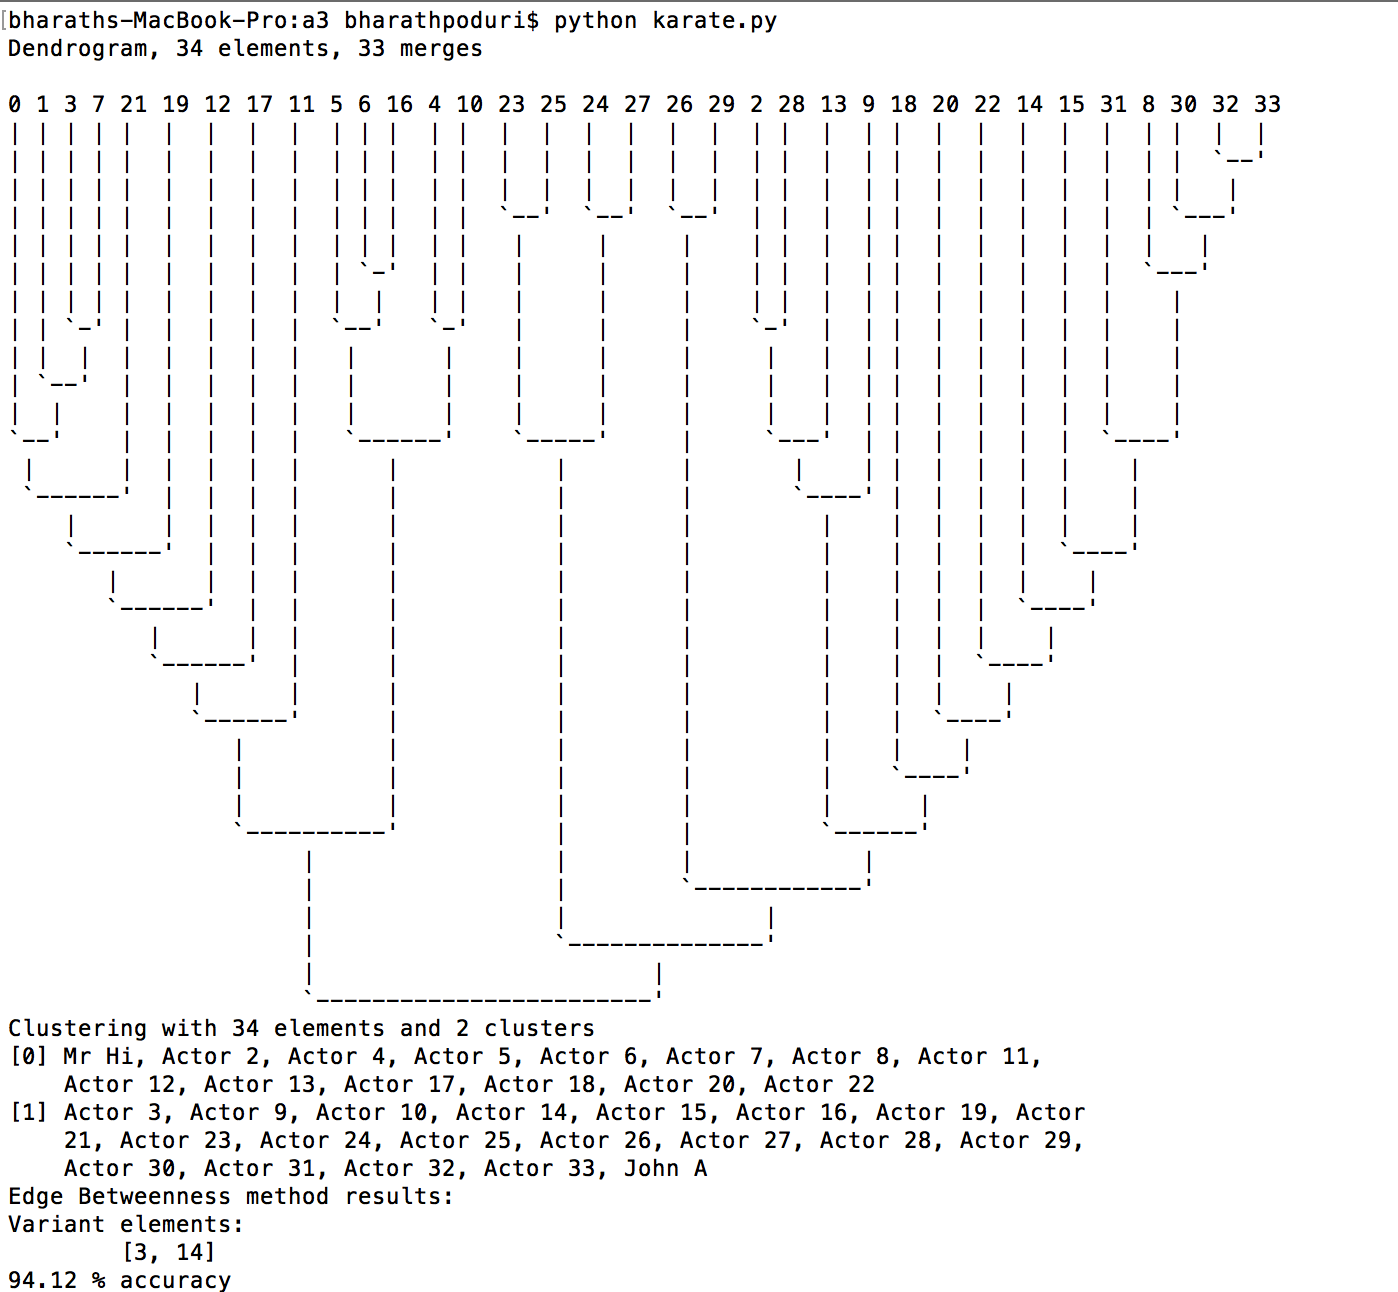 [bharaths-MacBook-Pro:a3 bharathpoduri$ python karate.py
Dendrogram, 34 elements, 33 merges
0 1 3 7 21 19 12 17 11 5 6 16 4 10 23 25 24 27 26 29 2 28 13 9 18 20 22 14 15 31 8 30 32 33
Clustering with 34 elements and 2 clusters
[0] Mr Hi, Actor 2, Actor 4, Actor 5, Actor 6, Actor 7, Actor 8, Actor 11,
Actor 12, Actor 13, Actor 17, Actor 18, Actor 20, Actor 22
[1] Actor 3, Actor 9, Actor 10, Actor 14, Actor 15, Actor 16, Actor 19, Actor
21, Actor 23, Actor 24, Actor 25, Actor 26, Actor 27, Actor 28, Actor 29,
Actor 30, Actor 31, Actor 32, Actor 33, John A
Edge Betweenness method results:
Variant elements:
[3, 14]
94.12 % accuracy